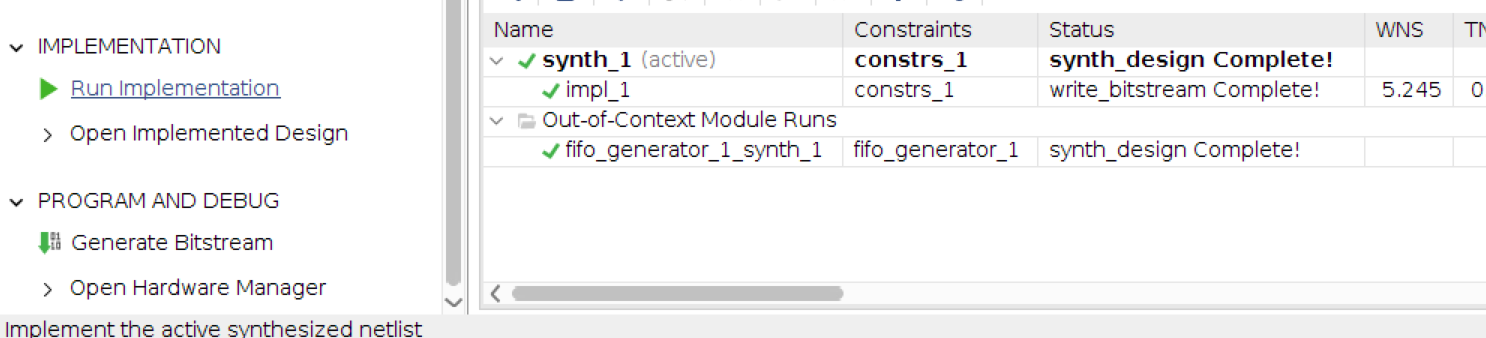 IMPLEMENTATION
Run Implementation
Open Implemented Design
PROGRAM AND DEBUG
Generate Bitstream
Open Hardware Manager
Name Constraints Status WNS
synth_1 (active) constrs_1 synth_design Complete!
impl_1 constrs_1 write_bitstream Complete! 5.245 0
Out-of-Context Module Runs
fifo_generator_1_synth_1 fifo_generator_1 synth_design Complete!
Implement the active synthesized netlist